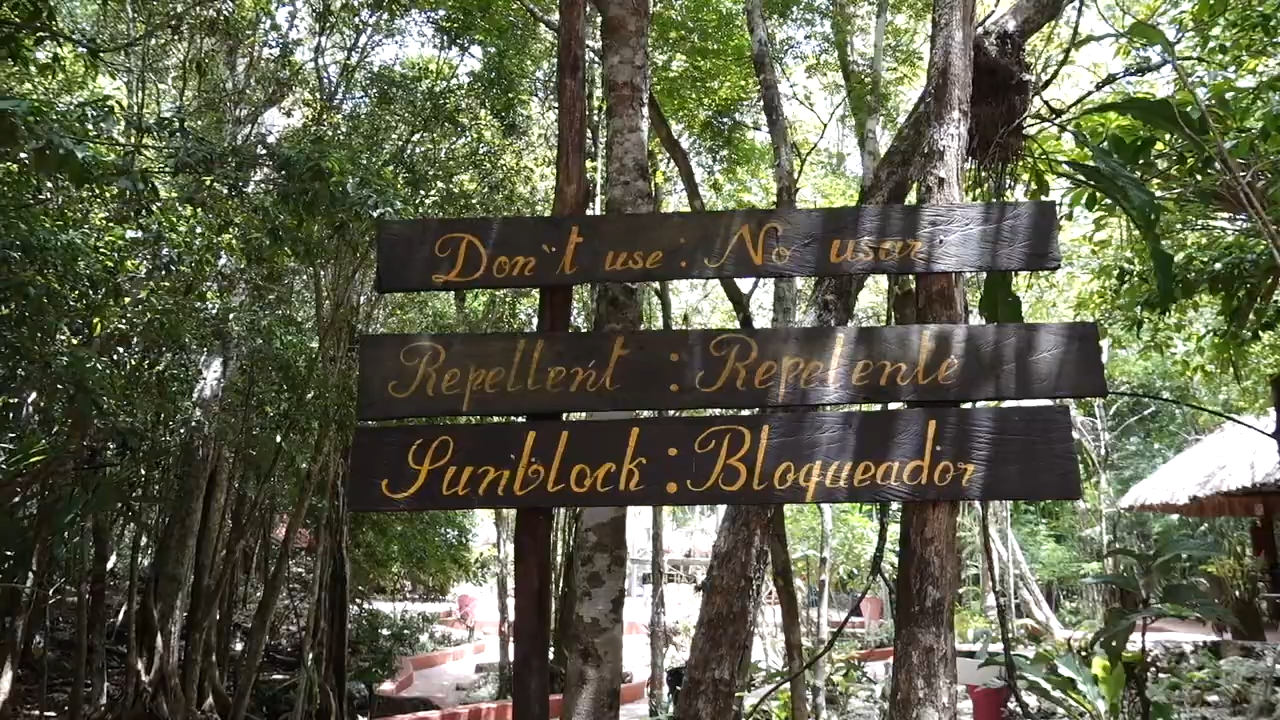 Don't use : No usar
Repellent : Repelente
Sunblock : Bloqueador